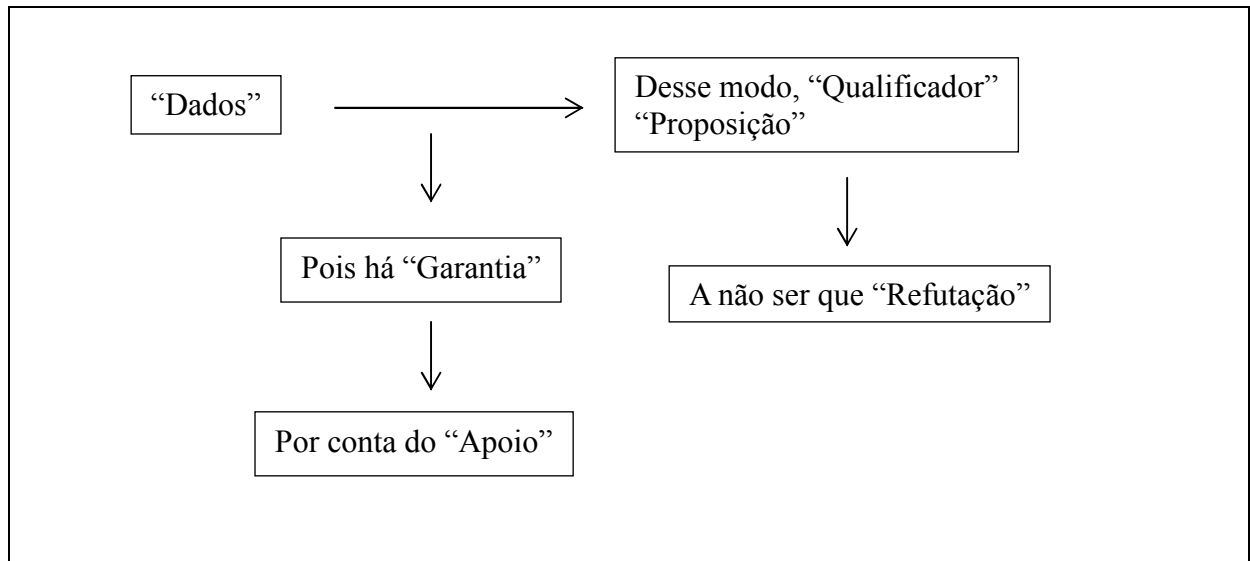 “Dados”
Desse modo, “Qualificador”
“Proposição”
Pois há “Garantia”
A não ser que “Refutação”
Por conta do “Apoio”